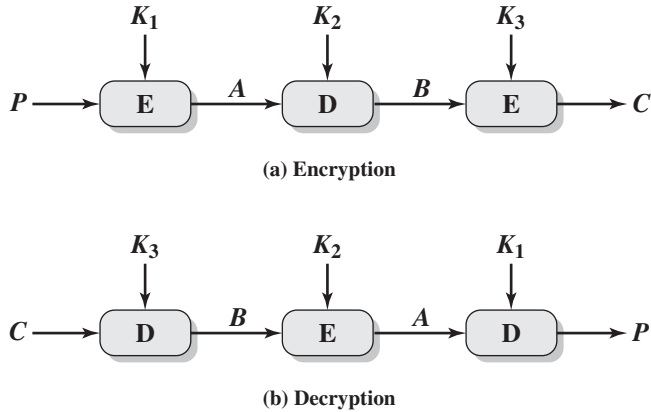 K1 K2 K3
P E A D B E C
(a) Encryption
K3 K2 K1
C D B E A D P
(b) Decryption